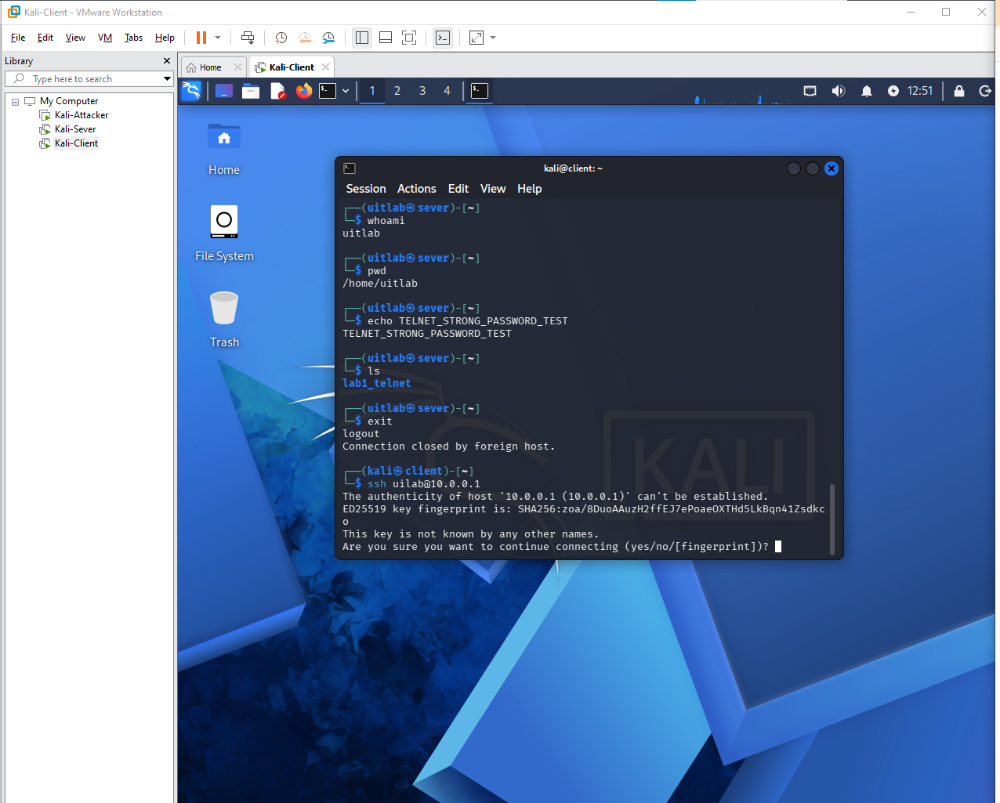 Kali-Client - VMware Workstation
File Edit View VM Tabs Help
Library
Type here to search
My Computer
Kali-Attacker
Kali-Sever
Kali-Client
Home
Kali-Client
1 2 3 4
12:51
Home
File System
Trash
kali@client: ~
Session Actions Edit View Help
┌──(uitlab㉿sever)-[~]
└─$ whoami
uitlab
┌──(uitlab㉿sever)-[~]
└─$ pwd
/home/uitlab
┌──(uitlab㉿sever)-[~]
└─$ echo TELNET_STRONG_PASSWORD_TEST
TELNET_STRONG_PASSWORD_TEST
┌──(uitlab㉿sever)-[~]
└─$ ls
lab1_telnet
┌──(uitlab㉿sever)-[~]
└─$ exit
logout
Connection closed by foreign host.
┌──(kali㉿client)-[~]
└─$ ssh uilab@10.0.0.1
The authenticity of host '10.0.0.1 (10.0.0.1)' can't be established.
ED25519 key fingerprint is: SHA256:zoa/8DuoAAuzH2ffEJ7ePoaeOXTHd5LkBqn41Zsdkc
o
This key is not known by any other names.
Are you sure you want to continue connecting (yes/no/[fingerprint])?
KALI